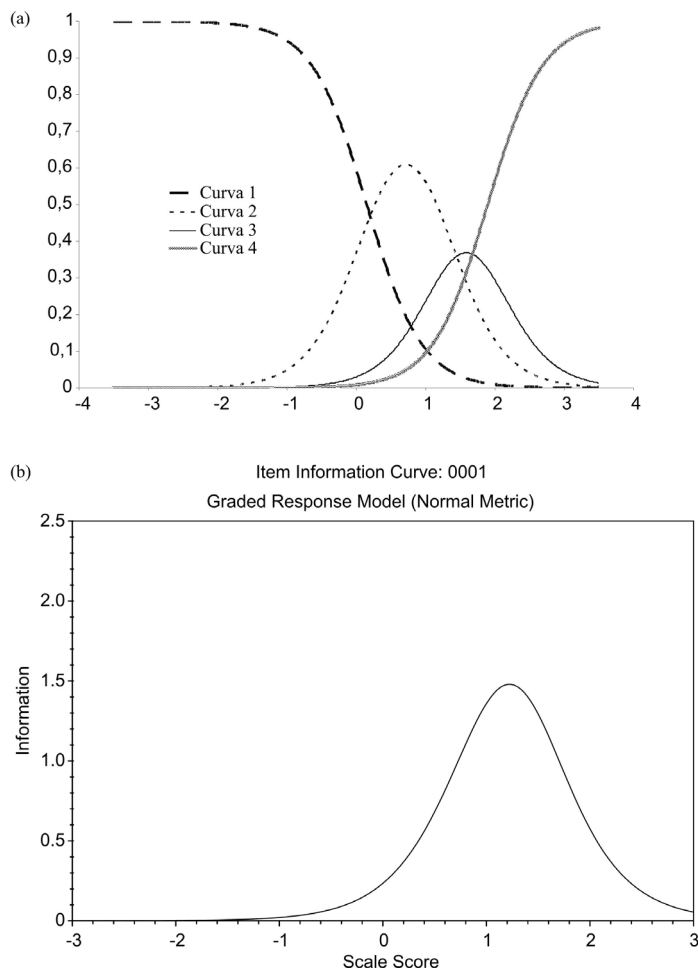 (a)
1
0,9
0,8
0,7
0,6
0,5
0,4
0,3
0,2
0,1
0
Curva 1
Curva 2
Curva 3
Curva 4
-4 -3 -2 -1 0 1 2 3 4
(b)
Item Information Curve: 0001
Graded Response Model (Normal Metric)
2.5
2.0
1.5
1.0
0.5
0
Information
-3 -2 -1 0 1 2 3
Scale Score